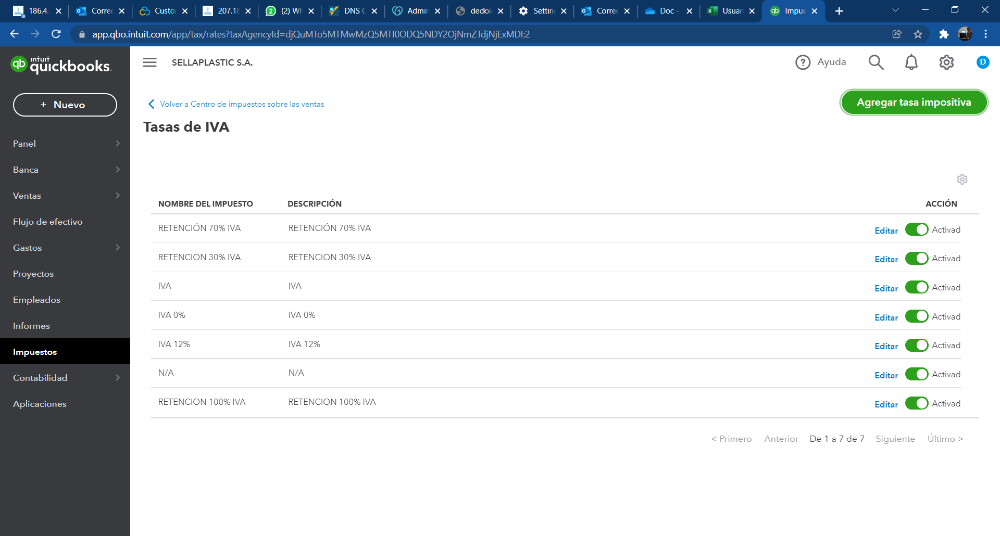 186.4.
Correc
Custo
207.18
(2) Wh
DNS C
Admin
deckxe
Setting
Correc
Doc -
Usuari
Impue
app.qbo.intuit.com/app/tax/rates?taxAgencyId=djQuMTo5MTMwMzQ5MTI0ODQ5NDY2OjNmZTdjNjExMDI:2
intuit
quickbooks.
SELLAPLASTIC S.A.
Ayuda
D
+ Nuevo
Volver a Centro de impuestos sobre las ventas
Agregar tasa impositiva
Tasas de IVA
Panel
Banca
Ventas
Flujo de efectivo
Gastos
Proyectos
Empleados
Informes
Impuestos
Contabilidad
Aplicaciones
NOMBRE DEL IMPUESTO DESCRIPCIÓN ACCIÓN
RETENCIÓN 70% IVA RETENCIÓN 70% IVA Editar Activad
RETENCION 30% IVA RETENCION 30% IVA Editar Activad
IVA IVA Editar Activad
IVA 0% IVA 0% Editar Activad
IVA 12% IVA 12% Editar Activad
N/A N/A Editar Activad
RETENCION 100% IVA RETENCION 100% IVA Editar Activad
< Primero Anterior De 1 a 7 de 7 Siguiente Último >